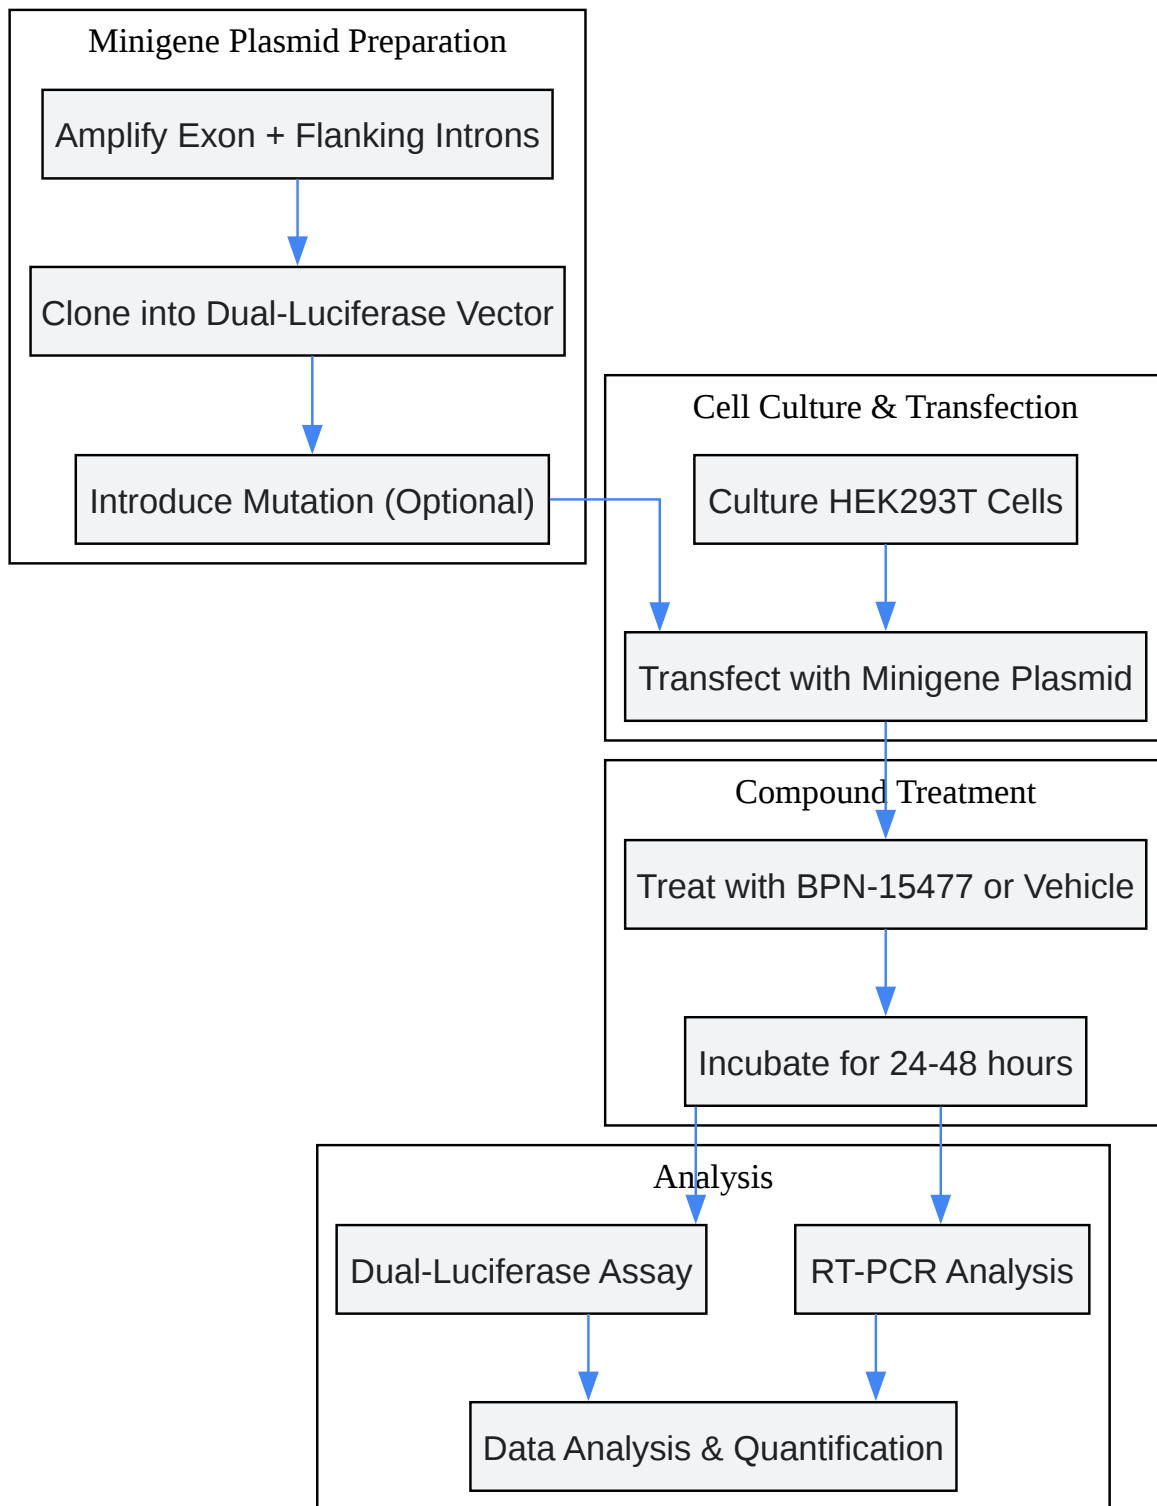 Minigene Plasmid Preparation
Amplify Exon + Flanking Introns
Clone into Dual-Luciferase Vector
Introduce Mutation (Optional)
Cell Culture & Transfection
Culture HEK293T Cells
Transfect with Minigene Plasmid
Compound Treatment
Treat with BPN-15477 or Vehicle
Incubate for 24-48 hours
Analysis
Dual-Luciferase Assay
RT-PCR Analysis
Data Analysis & Quantification